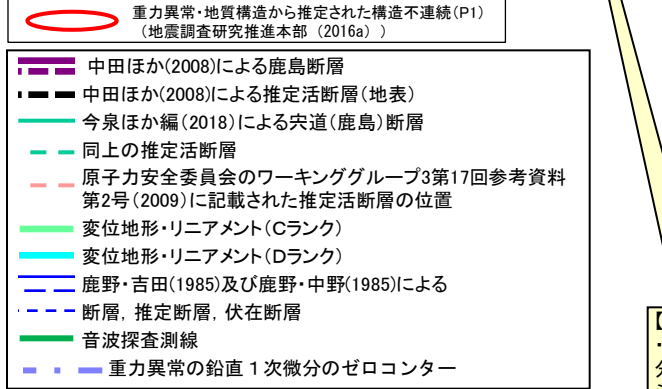 重力異常・地質構造から推定された構造不連続(P1)
（地震調査研究推進本部（2016a））
中田ほか(2008)による鹿島断層
中田ほか(2008)による推定活断層(地表)
今泉ほか編(2018)による宍道(鹿島)断層
同上の推定活断層
原子力安全委員会のワーキンググループ3第17回参考資料
第2号(2009)に記載された推定活断層の位置
変位地形・リニアメント(Cランク)
変位地形・リニアメント(Dランク)
鹿野・吉田(1985)及び鹿野・中野(1985)による
断層，推定断層，伏在断層
音波探査測線
重力異常の鉛直１次微分のゼロコンター
【
・